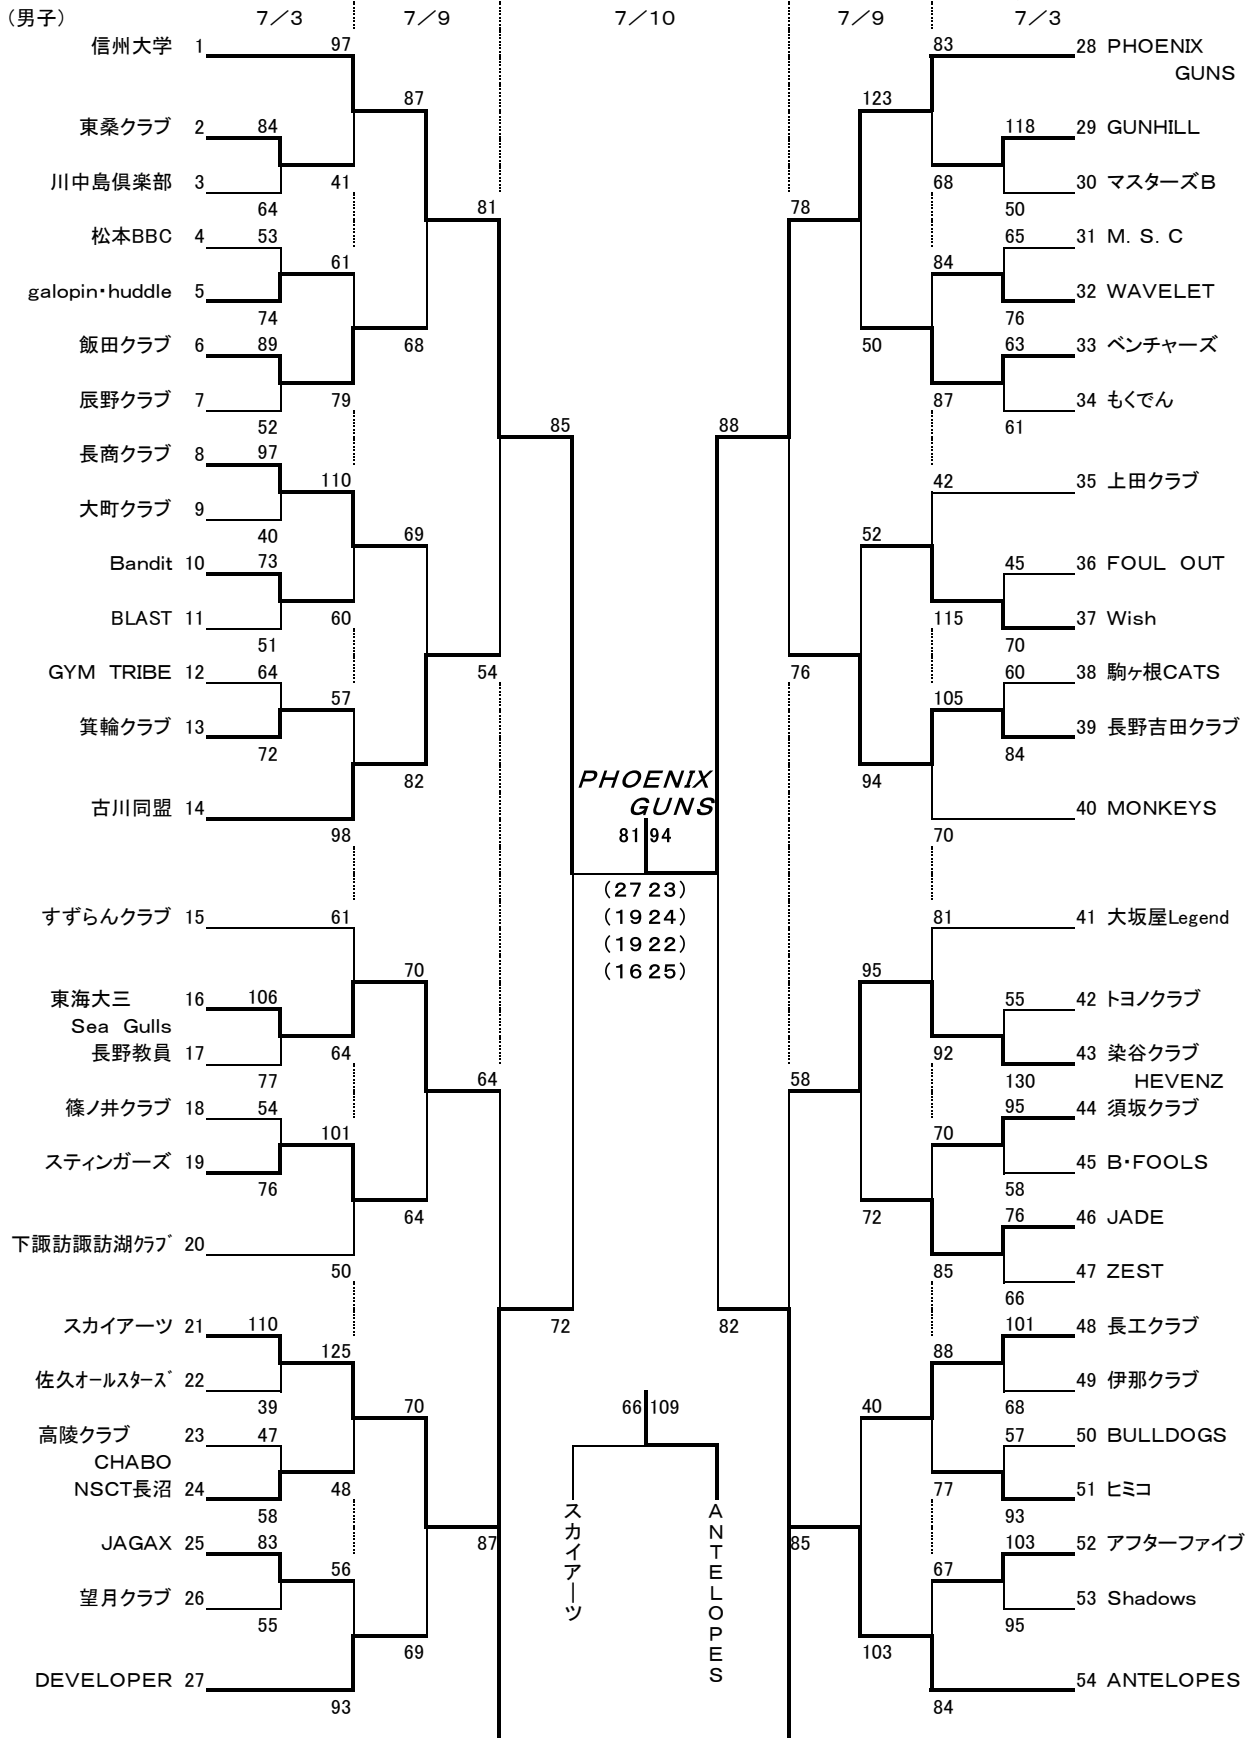 （男子） 7／3 7／9 7／10 7／9 7／3
信州大学 1 97 83 28 PHOENIX
GUNS
87 123
東桑クラブ 2 84 118 29 GUNHILL
川中島倶楽部 3 41 68 30 マスターズB
64 81 78 50
松本BBC 4 53 65 31 M．S．C
61 84
galopin・huddle 5 32 WAVELET
74 76
飯田クラブ 6 89 68 50 63 33 ベンチャーズ
辰野クラブ 7 79 87 34 もくでん
52 85 88 61
長商クラブ 8 97
110 42 35 上田クラブ
大町クラブ 9
40 69 52
Bandit 10 73 45 36 FOUL OUT
BLAST 11 60 115 37 Wish
51 70
GYM TRIBE 12 64 54 76 60 38 駒ヶ根CATS
57 105
箕輪クラブ 13 39 長野吉田クラブ
72 84
82 PHOENIX 94
古川同盟 14 GUNS 40 MONKEYS
98 81 94 70
（27 23）
すずらんクラブ 15 61 （19 24） 81 41 大坂屋Legend
（19 22）
70 （16 25） 95
東海大三 16 106 55 42 トヨノクラブ
Sea Gulls
長野教員 17 64 92 43 染谷クラブ
77 64 58 130 HEVENZ
篠ノ井クラブ 18 54 95 44 須坂クラブ
101 70
スティンガーズ 19 45 B・FOOLS
76 58
64 72 76 46 JADE
下諏訪諏訪湖ｸﾗﾌﾞ 20
50 85 47 ZEST
66
スカイアーツ 21 110 72 82 101 48 長工クラブ
125 88
佐久ｵｰﾙｽﾀｰｽﾞ 22 49 伊那クラブ
39 70 66 109 40 68
高陵クラブ 23 47 57 50 BULLDOGS
CHABO
NSCT長沼 24 48 77 51 ヒミコ
58 93
JAGAX 25 83 87 スカイアーツ ANTELOPES 85 103 52 アフターファイブ
56 67
望月クラブ 26 53 Shadows
55 95
69 103
DEVELOPER 27 54 ANTELOPES
93 84